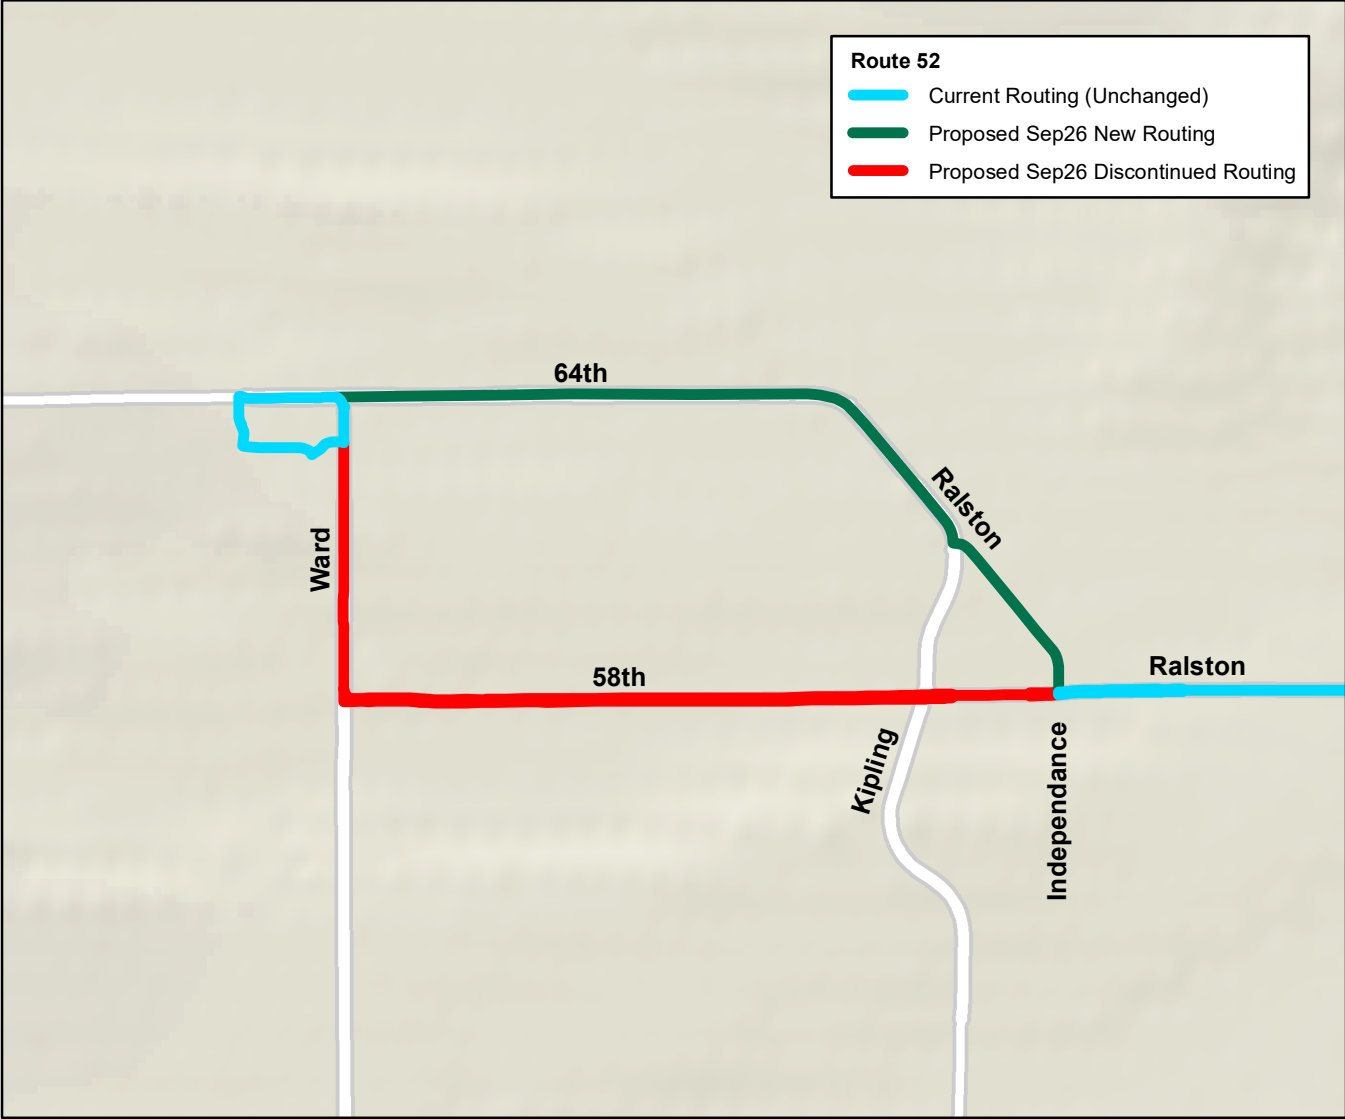 Route 52
Current Routing (Unchanged)
Proposed Sep26 New Routing
Proposed Sep26 Discontinued Routing
64th
Ralston
Ward
58th
Ralston
Kipling
Independance